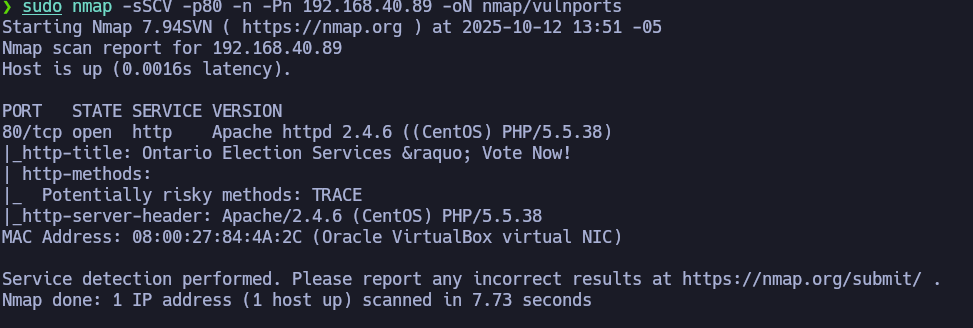 ❯ sudo nmap -sSCV -p80 -n -Pn 192.168.40.89 -oN nmap/vulnports
Starting Nmap 7.94SVN ( https://nmap.org ) at 2025-10-12 13:51 -05
Nmap scan report for 192.168.40.89
Host is up (0.0016s latency).
PORT   STATE SERVICE VERSION
80/tcp open  http    Apache httpd 2.4.6 ((CentOS) PHP/5.5.38)
|_http-title: Ontario Election Services &raquo; Vote Now!
| http-methods:
|_  Potentially risky methods: TRACE
|_http-server-header: Apache/2.4.6 (CentOS) PHP/5.5.38
MAC Address: 08:00:27:84:4A:2C (Oracle VirtualBox virtual NIC)
Service detection performed. Please report any incorrect results at https://nmap.org/submit/ .
Nmap done: 1 IP address (1 host up) scanned in 7.73 seconds